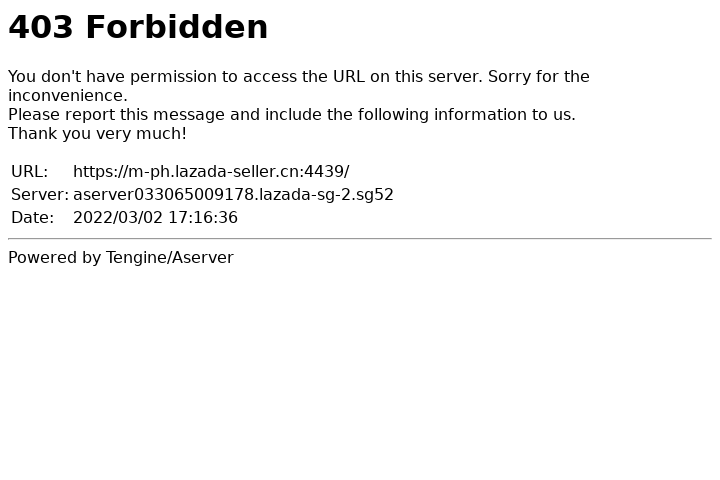 403 Forbidden
You don't have permission to access the URL on this server. Sorry for the
inconvenience.
Please report this message and include the following information to us.
Thank you very much!
URL: https://m-ph.lazada-seller.cn:4439/
Server: aserver033065009178.lazada-sg-2.sg52
Date: 2022/03/02 17:16:36
Powered by Tengine/Aserver